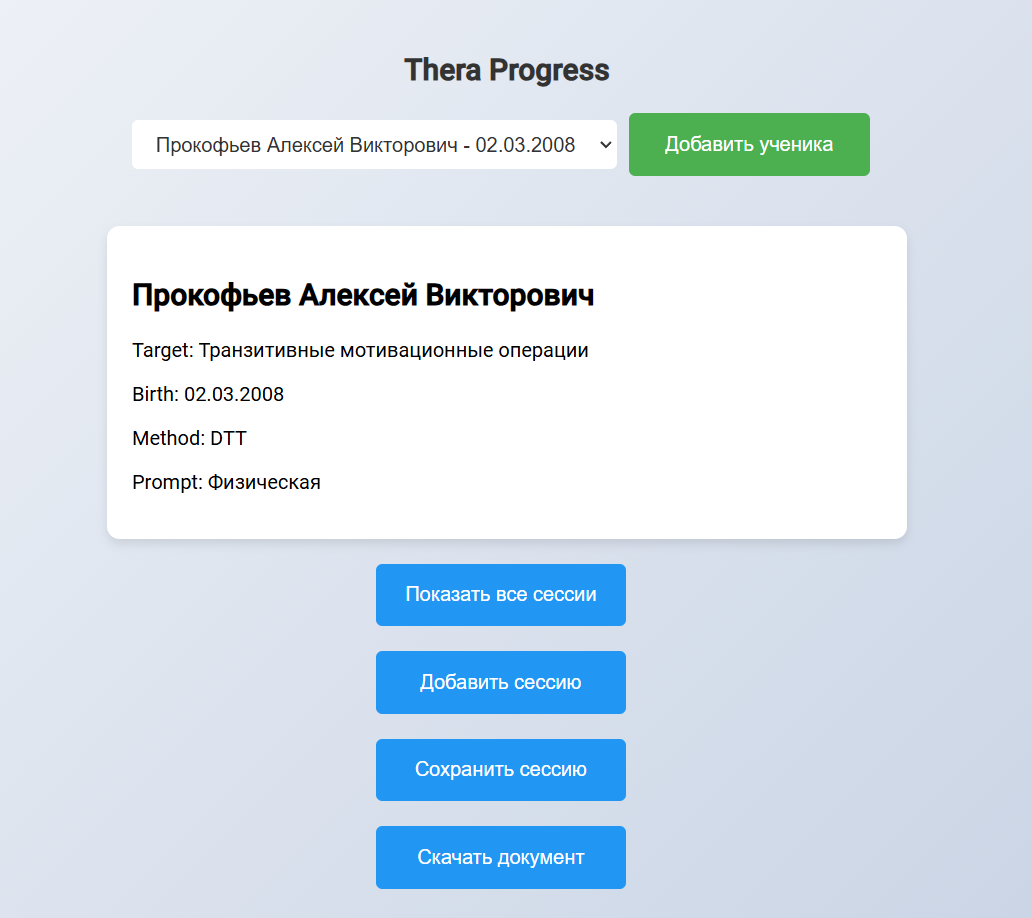 Thera Progress
Прокофьев Алексей Викторович - 02.03.2008
Добавить ученика
Прокофьев Алексей Викторович
Target: Транзитивные мотивационные операции
Birth: 02.03.2008
Method: DTT
Prompt: Физическая
Показать все сессии
Добавить сессию
Сохранить сессию
Скачать документ